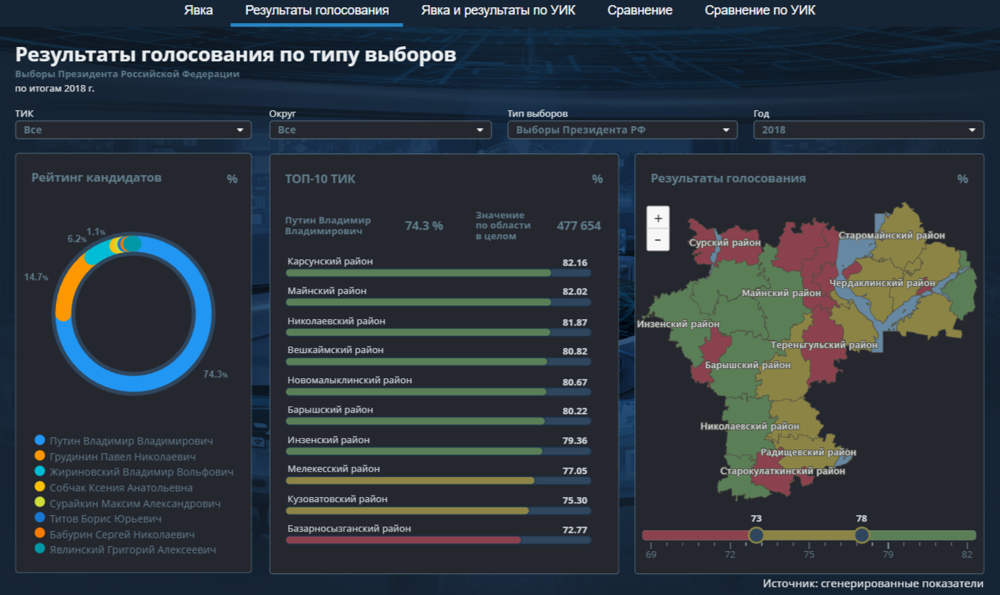 Явка
Результаты голосования
Явка и результаты по УИК
Сравнение
Сравнение по УИК
Результаты голосования по типу выборов
Выборы Президента Российской Федерации
по итогам 2018 г.
ТИК
Округ
Тип выборов
Год
Все
Все
Выборы Президента РФ
2018
Рейтинг кандидатов
%
1.1%
6.2%
14.7%
74.3%
Путин Владимир Владимирович
Грудинин Павел Николаевич
Жириновский Владимир Вольфович
Собчак Ксения Анатольевна
Сурайкин Максим Александрович
Титов Борис Юрьевич
Бабурин Сергей Николаевич
Явлинский Григорий Алексеевич
ТОП-10 ТИК
%
Путин Владимир
Владимирович
74.3 %
Значение
по области
в целом
477 654
Карсунский район 82.16
Майнский район 82.02
Николаевский район 81.87
Вешкаймский район 80.82
Новомалыклинский район 80.67
Барышский район 80.22
Инзенский район 79.36
Мелекесский район 77.05
Кузоватовский район 75.30
Базарносызганский район 72.77
Результаты голосования
%
+
−
Старомайнский район
Сурский район
Чердаклинский район
Майнский район
Инзенский район
Тереньгульский район
Барышский район
Николаевский район
Радищевский район
Старокулаткинский район
73 78
69 72 75 79 82
Источник: сгенерированные показатели